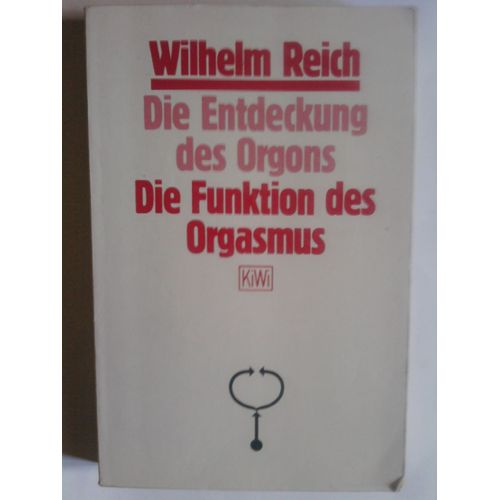 Wilhelm Reich
Die Entdeckung
des Orgons
Die Funktion des
Orgasmus
KiWi